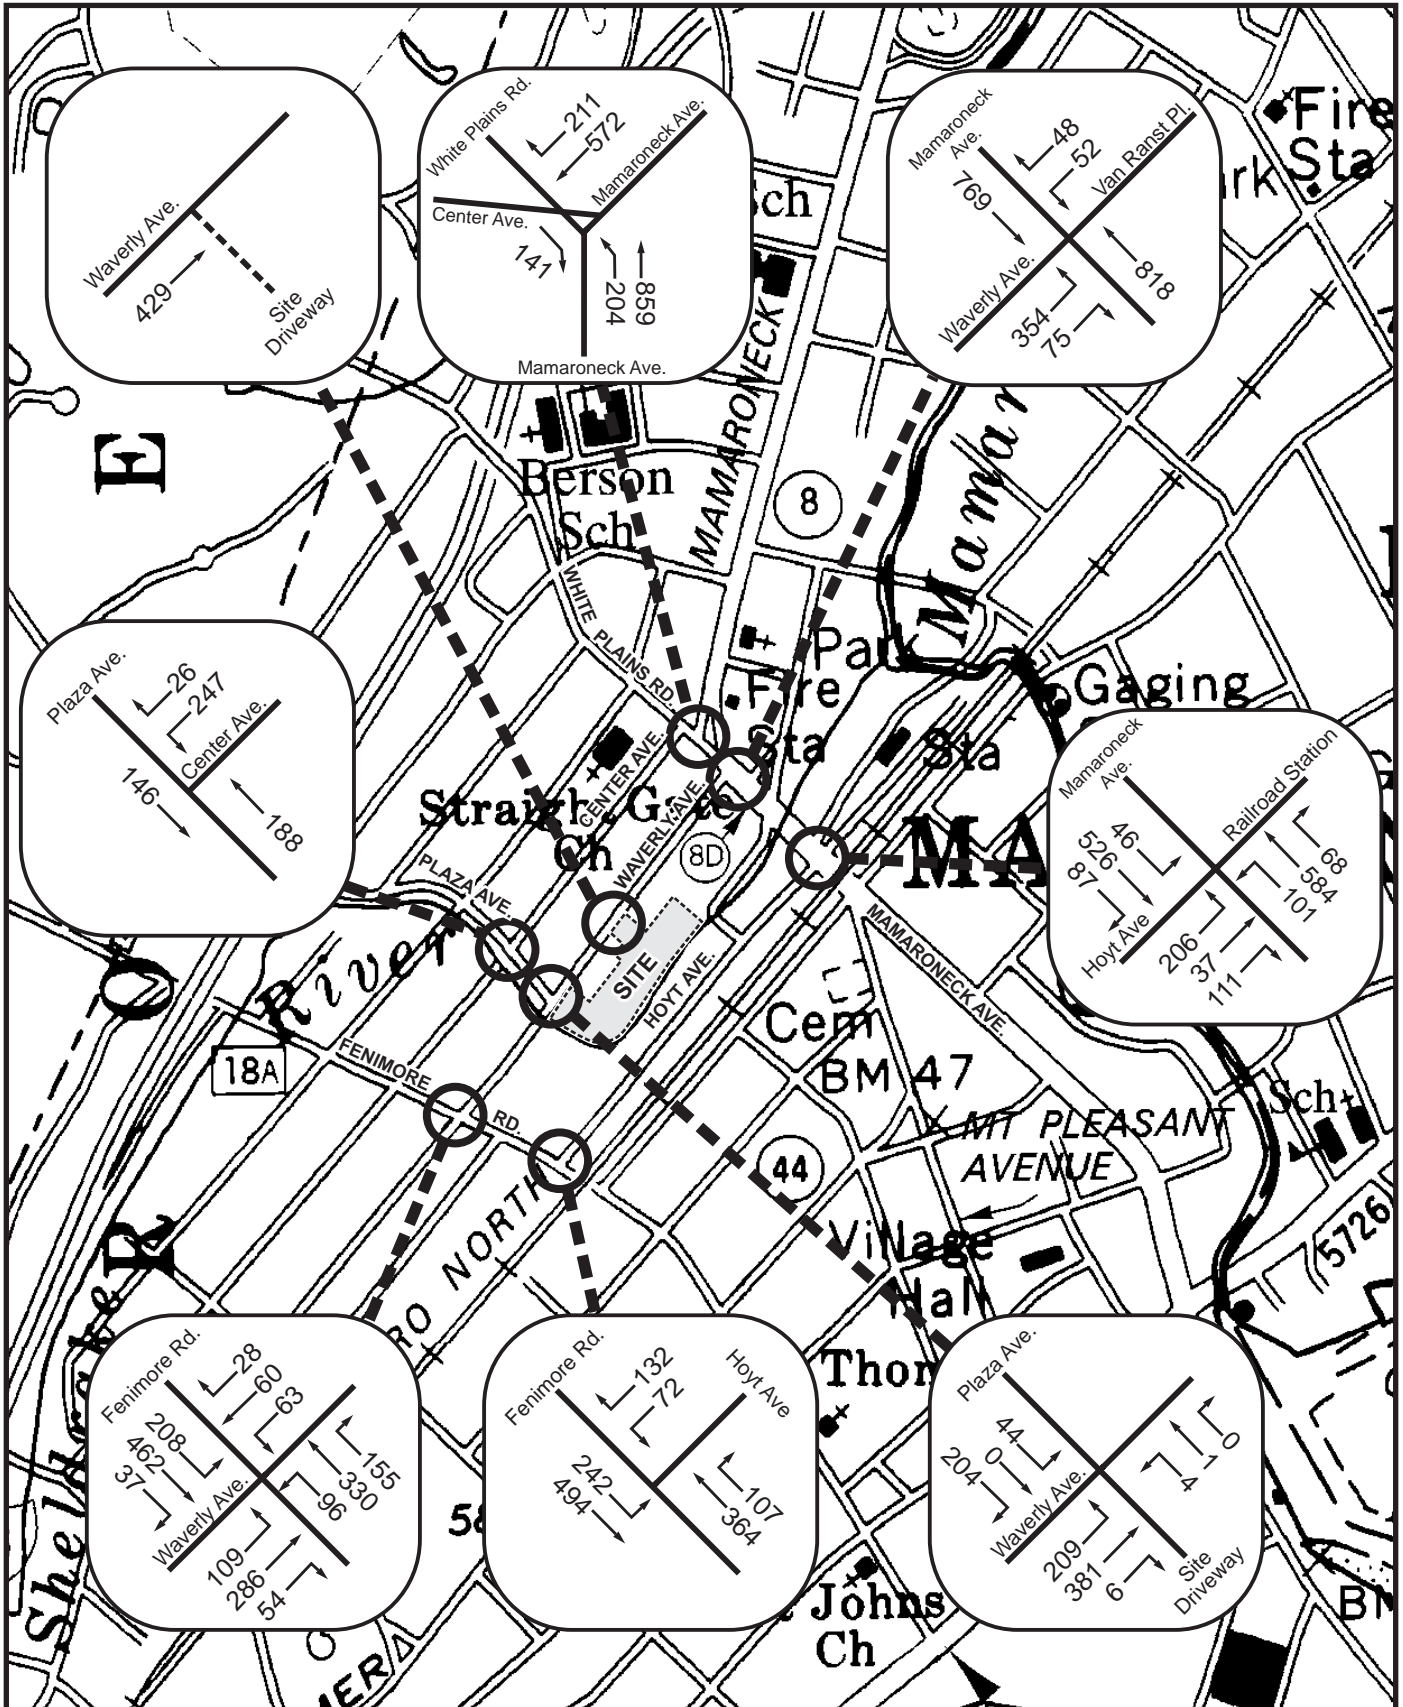 Waverly Ave.
429
Site
Driveway
White Plains Rd.
211
572
Mamaroneck Ave.
Center Ave.
141
204
859
Mamaroneck Ave.
Mamaroneck
Ave.
48
52
Van Ranst Pl.
769
Waverly Ave.
354
75
818
Fire
Sta
Sch
MAMARONECK
8
Berson
Sch
Mamar
E
WHITE PLAINS RD.
Park
Fire
Sta
Sta
Gaging
Plaza Ave.
26
247
Center Ave.
146
188
CENTER AVE.
WAVERLY AVE.
8D
Ch
PLAZA AVE.
MA
Mamaroneck
Ave.
Railroad Station
46
526
87
Hoyt Ave
206
37
111
68
584
101
SITE
HOYT AVE.
MAMARONECK AVE.
River
O
18A
FENIMORE RD.
Cem
BM 47
MT PLEASANT
AVENUE
Sch
44
NORTH
Village
Hall
5726
R
Sheldrake
Fenimore Rd.
28
60
63
208
462
37
Waverly Ave.
109
286
54
155
330
96
Fenimore Rd.
132
72
Hoyt Ave
242
494
107
364
Thom
Plaza Ave.
44
0
204
Waverly Ave.
209
381
6
0
1
4
Site
Driveway
Johns
Ch